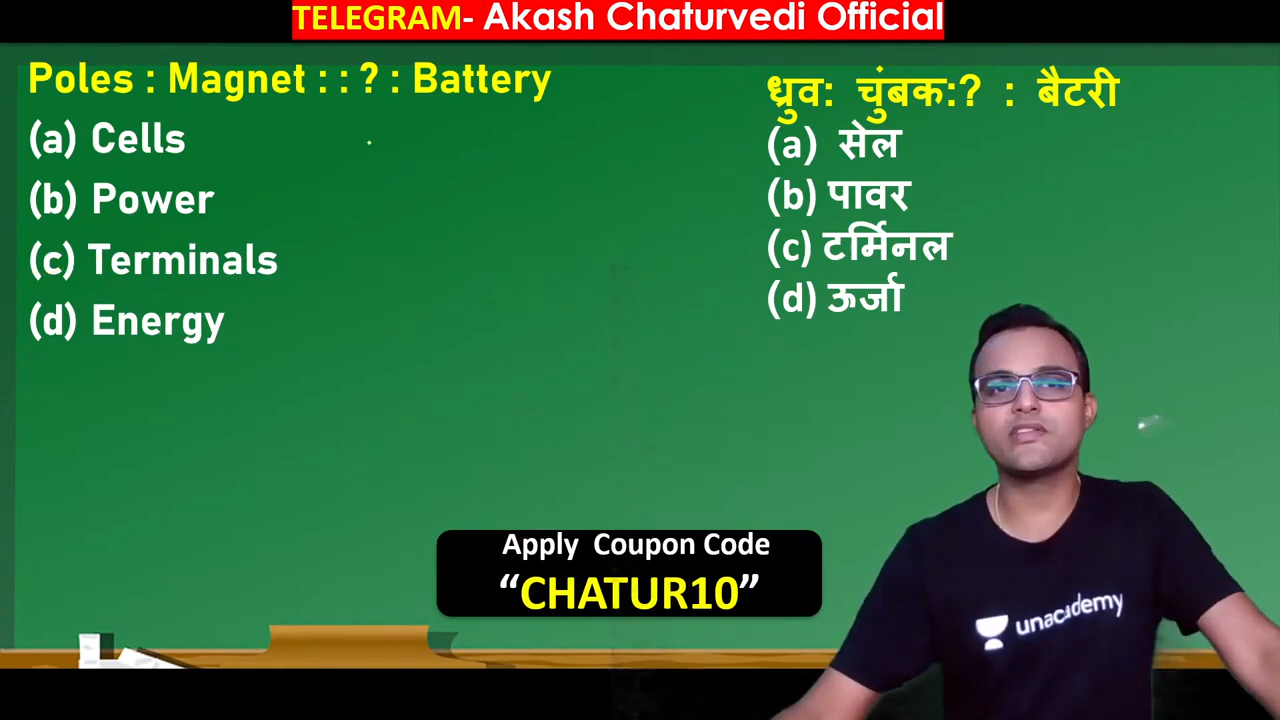 TELEGRAM- Akash Chaturvedi Official
Poles : Magnet : : ? : Battery
(a) Cells
(b) Power
(c) Terminals
(d) Energy
ध्रुव: चुंबक:? : बैटरी
(a) सेल
(b) पावर
(c) टर्मिनल
(d) ऊर्जा
Apply Coupon Code
“CHATUR10”
unacademy